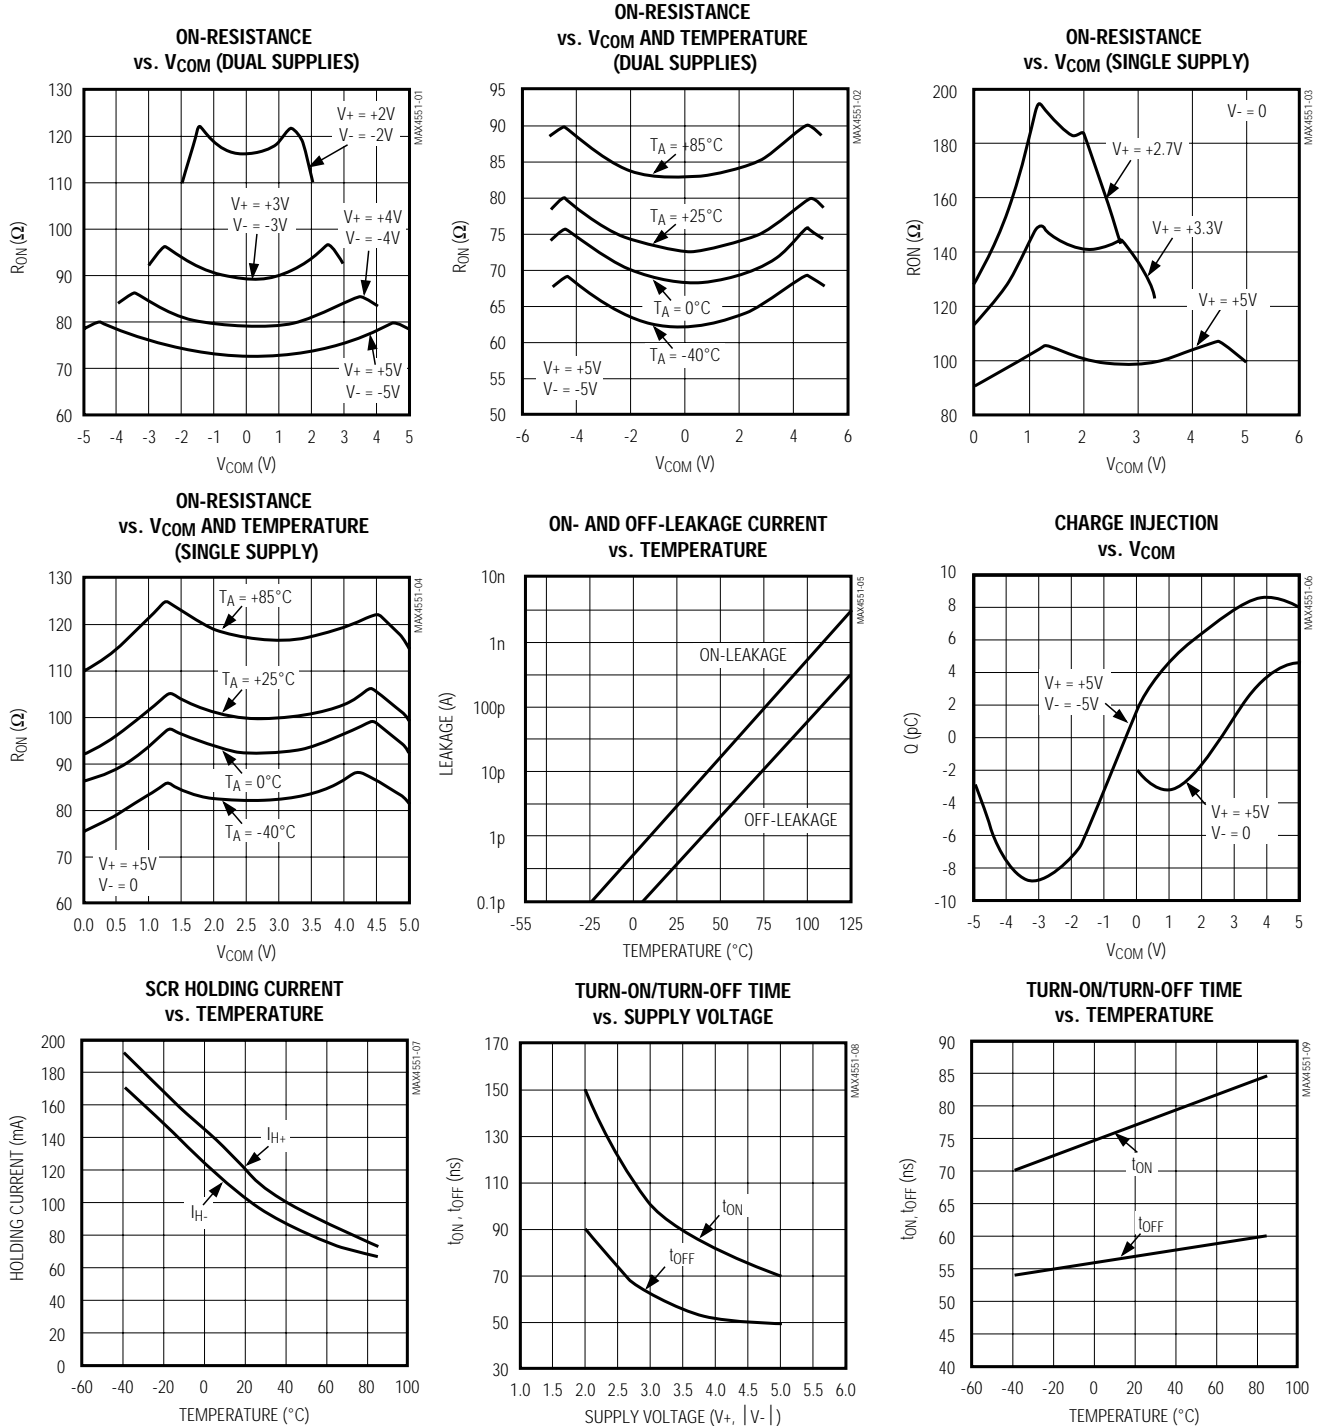 ON-RESISTANCE
vs. VCOM (DUAL SUPPLIES)
130
120
110
100
90
80
70
60
RON (Ω)
-5 -4 -3 -2 -1 0 1 2 3 4 5
VCOM (V)
V+ = +2V
V- = -2V
V+ = +3V
V- = -3V
V+ = +4V
V- = -4V
V+ = +5V
V- = -5V
MAX4551-01
ON-RESISTANCE
vs. VCOM AND TEMPERATURE
(DUAL SUPPLIES)
95
90
85
80
75
70
65
60
55
50
RON (Ω)
-6 -4 -2 0 2 4 6
VCOM (V)
TA = +85°C
TA = +25°C
TA = 0°C
TA = -40°C
V+ = +5V
V- = -5V
MAX4551-02
ON-RESISTANCE
vs. VCOM (SINGLE SUPPLY)
200
180
160
140
120
100
80
RON (Ω)
0 1 2 3 4 5 6
VCOM (V)
V- = 0
V+ = +2.7V
V+ = +3.3V
V+ = +5V
MAX4551-03
ON-RESISTANCE
vs. VCOM AND TEMPERATURE
(SINGLE SUPPLY)
130
120
110
100
90
80
70
60
RON (Ω)
0.0 0.5 1.0 1.5 2.0 2.5 3.0 3.5 4.0 4.5 5.0
VCOM (V)
TA = +85°C
TA = +25°C
TA = 0°C
TA = -40°C
V+ = +5V
V- = 0
MAX4551-04
ON- AND OFF-LEAKAGE CURRENT
vs. TEMPERATURE
10n
1n
100p
10p
1p
0.1p
LEAKAGE (A)
-55 -25 0 25 50 75 100 125
TEMPERATURE (°C)
ON-LEAKAGE
OFF-LEAKAGE
MAX4551-05
CHARGE INJECTION
vs. VCOM
10
8
6
4
2
0
-2
-4
-6
-8
-10
Q (pC)
-5 -4 -3 -2 -1 0 1 2 3 4 5
VCOM (V)
V+ = +5V
V- = -5V
V+ = +5V
V- = 0
MAX4551-06
SCR HOLDING CURRENT
vs. TEMPERATURE
200
180
160
140
120
100
80
60
40
20
0
HOLDING CURRENT (mA)
-60 -40 -20 0 20 40 60 80 100
TEMPERATURE (°C)
IH+
IH-
MAX4551-07
TURN-ON/TURN-OFF TIME
vs. SUPPLY VOLTAGE
170
150
130
110
90
70
50
30
tON, tOFF (ns)
1.0 1.5 2.0 2.5 3.0 3.5 4.0 4.5 5.0 5.5 6.0
SUPPLY VOLTAGE (V+, |V-|)
tON
tOFF
MAX4551-08
TURN-ON/TURN-OFF TIME
vs. TEMPERATURE
90
85
80
75
70
65
60
55
50
45
40
tON, tOFF (ns)
-60 -40 -20 0 20 40 60 80 100
TEMPERATURE (°C)
tON
tOFF
MAX4551-09